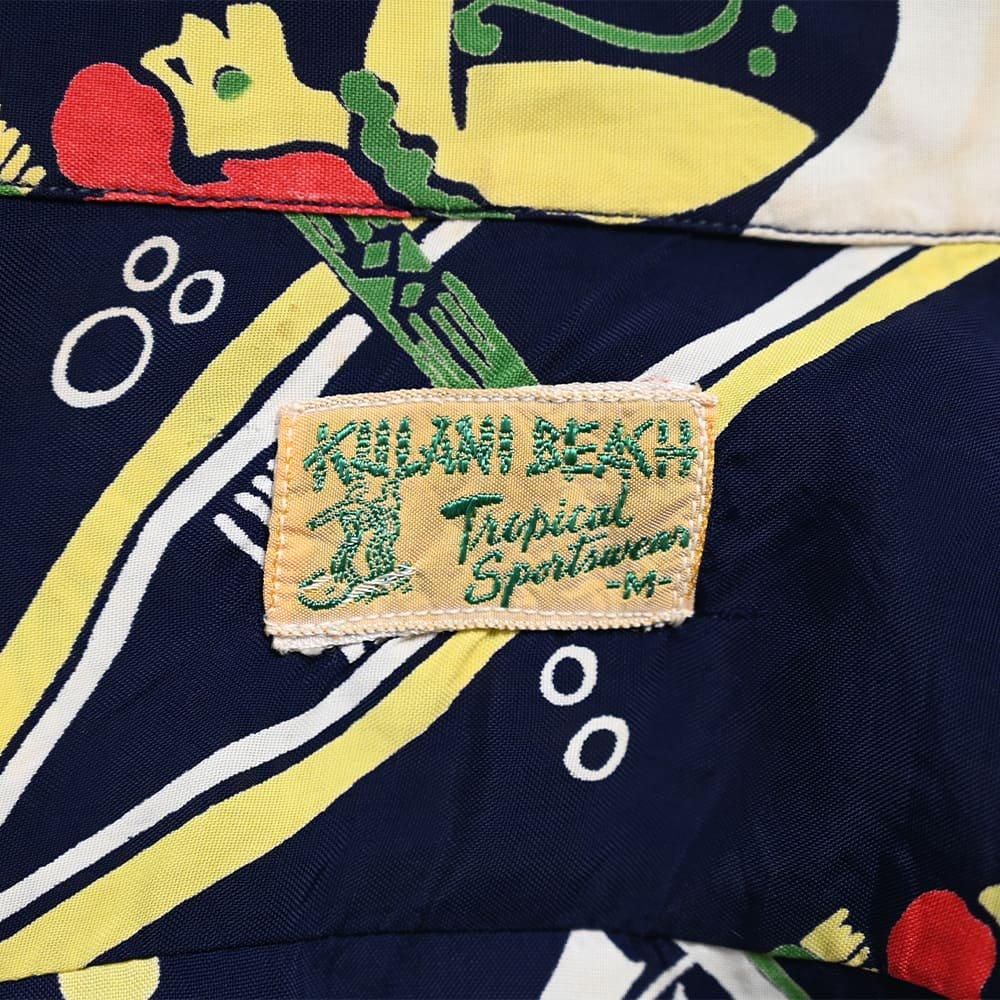 KULANI BEACH
Tropical
Sportswear
-M-